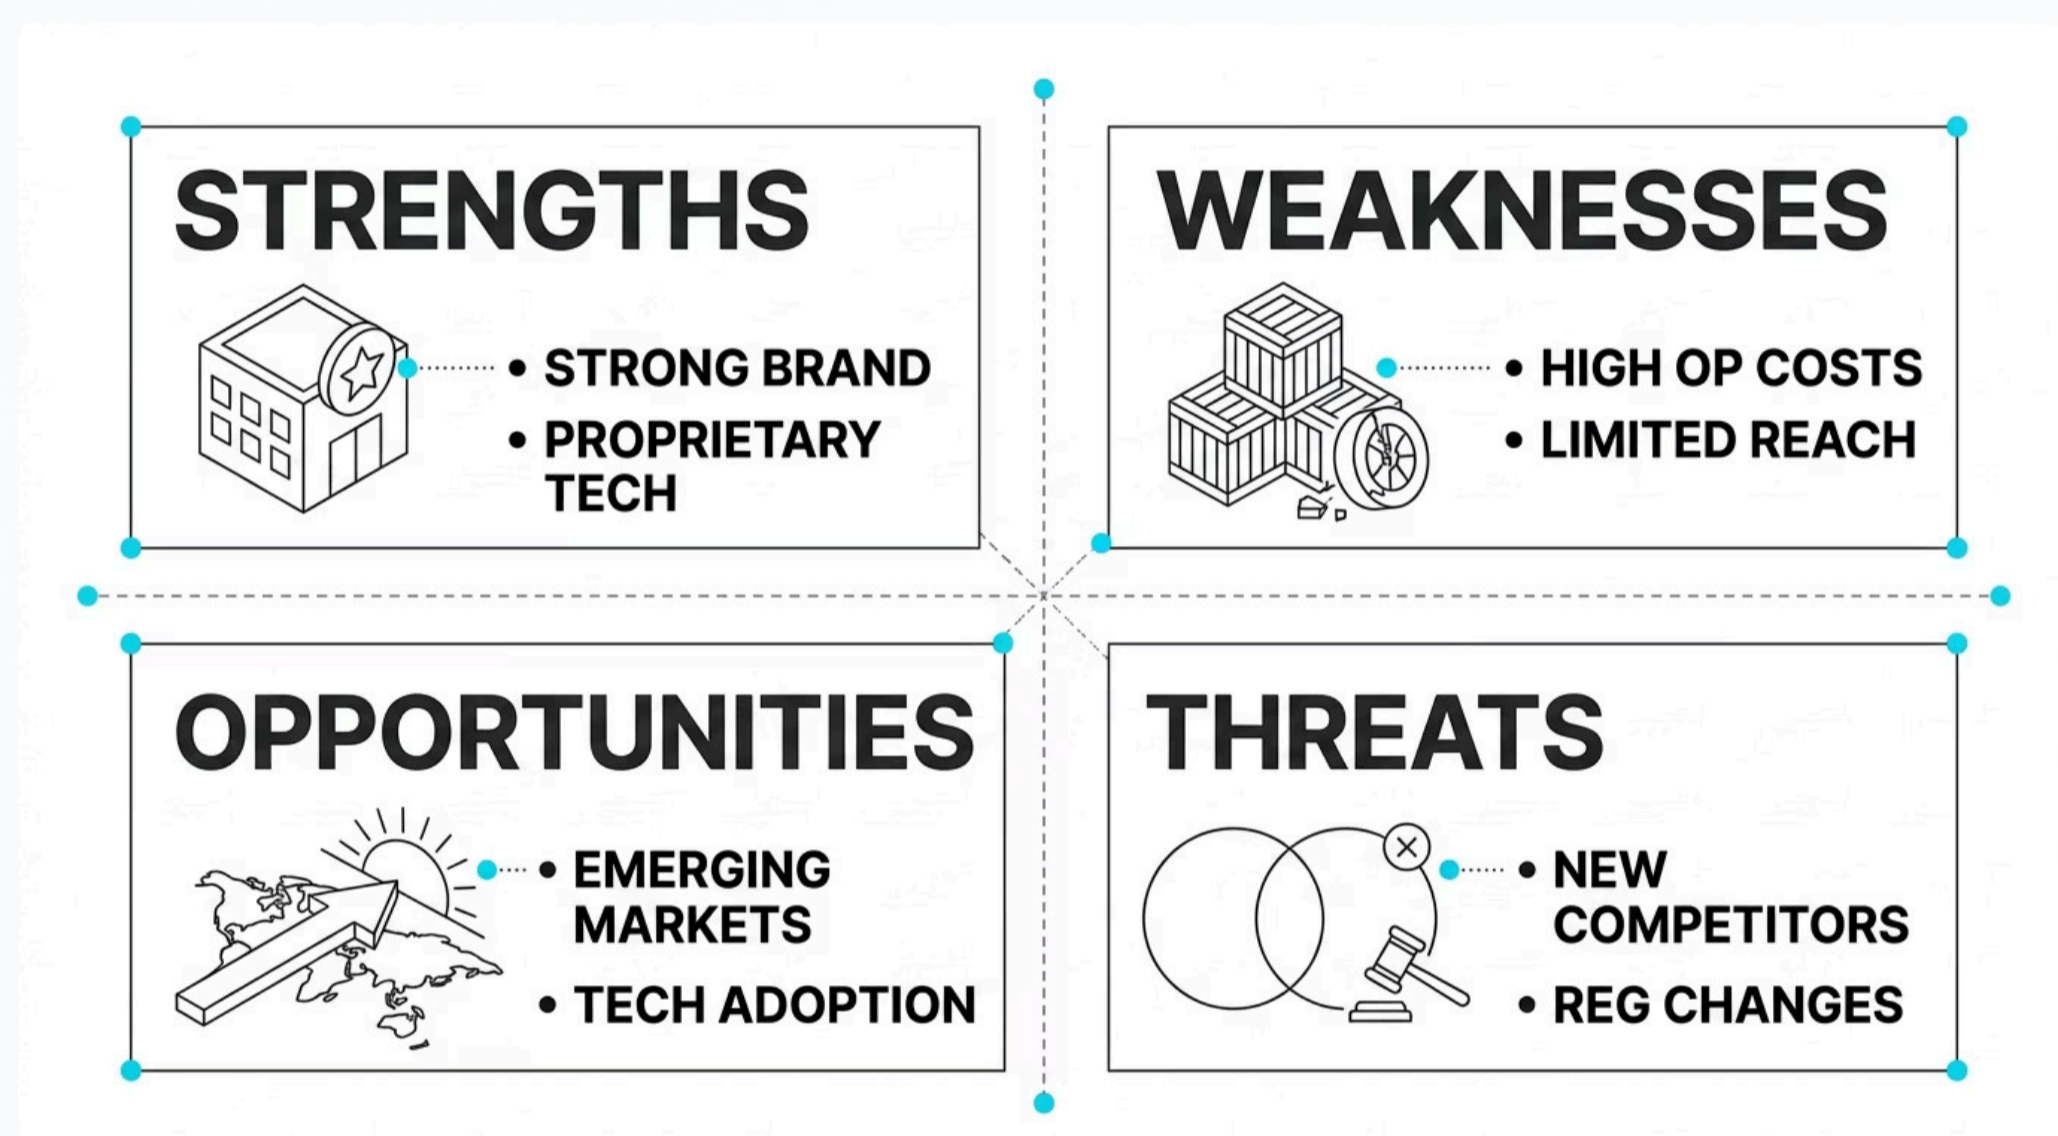 STRENGTHS
• STRONG BRAND
• PROPRIETARY
TECH
WEAKNESSES
• HIGH OP COSTS
• LIMITED REACH
OPPORTUNITIES
• EMERGING
MARKETS
• TECH ADOPTION
THREATS
• NEW
COMPETITORS
• REG CHANGES